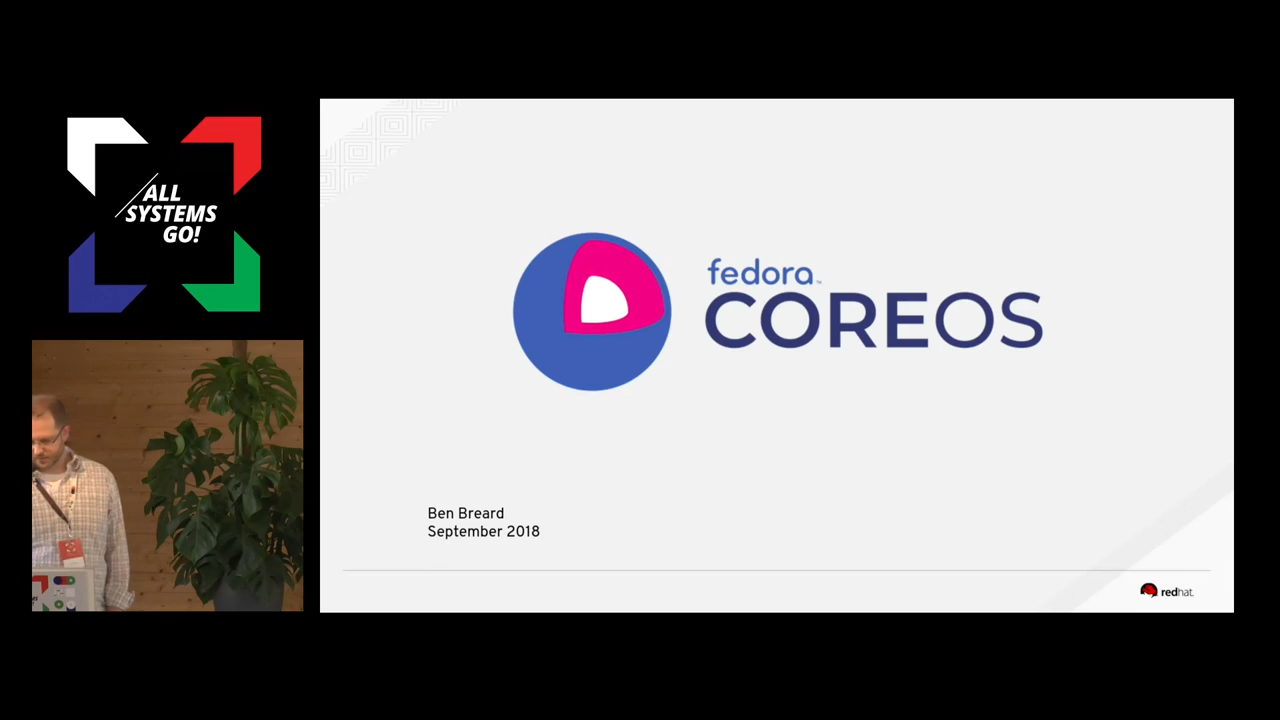 ALL
SYSTEMS
GO!
fedora
COREOS
Ben Breard
September 2018
redhat.